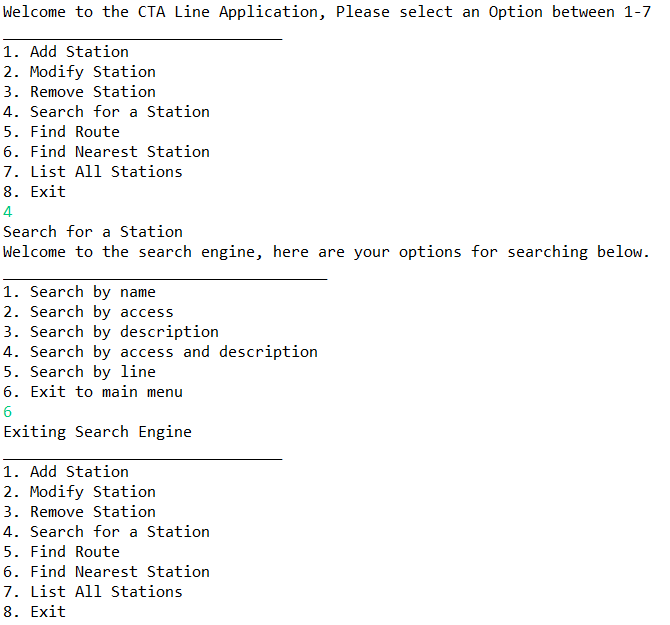 Welcome to the CTA Line Application, Please select an Option between 1-7
_______________________________
1. Add Station
2. Modify Station
3. Remove Station
4. Search for a Station
5. Find Route
6. Find Nearest Station
7. List All Stations
8. Exit
4
Search for a Station
Welcome to the search engine, here are your options for searching below.
____________________________________
1. Search by name
2. Search by access
3. Search by description
4. Search by access and description
5. Search by line
6. Exit to main menu
6
Exiting Search Engine
_______________________________
1. Add Station
2. Modify Station
3. Remove Station
4. Search for a Station
5. Find Route
6. Find Nearest Station
7. List All Stations
8. Exit